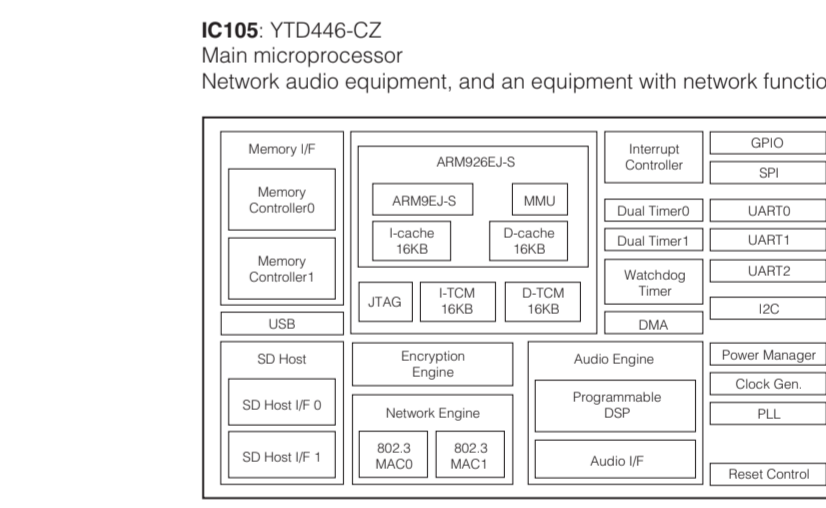 IC105: YTD446-CZ
Main microprocessor
Network audio equipment, and an equipment with network functio
Memory I/F
Memory
Controller0
Memory
Controller1
USB
SD Host
SD Host I/F 0
SD Host I/F 1
ARM926EJ-S
ARM9EJ-S
MMU
I-cache
16KB
D-cache
16KB
JTAG
I-TCM
16KB
D-TCM
16KB
Encryption
Engine
Network Engine
802.3
MAC0
802.3
MAC1
Interrupt
Controller
Dual Timer0
Dual Timer1
Watchdog
Timer
DMA
Audio Engine
Programmable
DSP
Audio I/F
GPIO
SPI
UART0
UART1
UART2
I2C
Power Manager
Clock Gen.
PLL
Reset Control